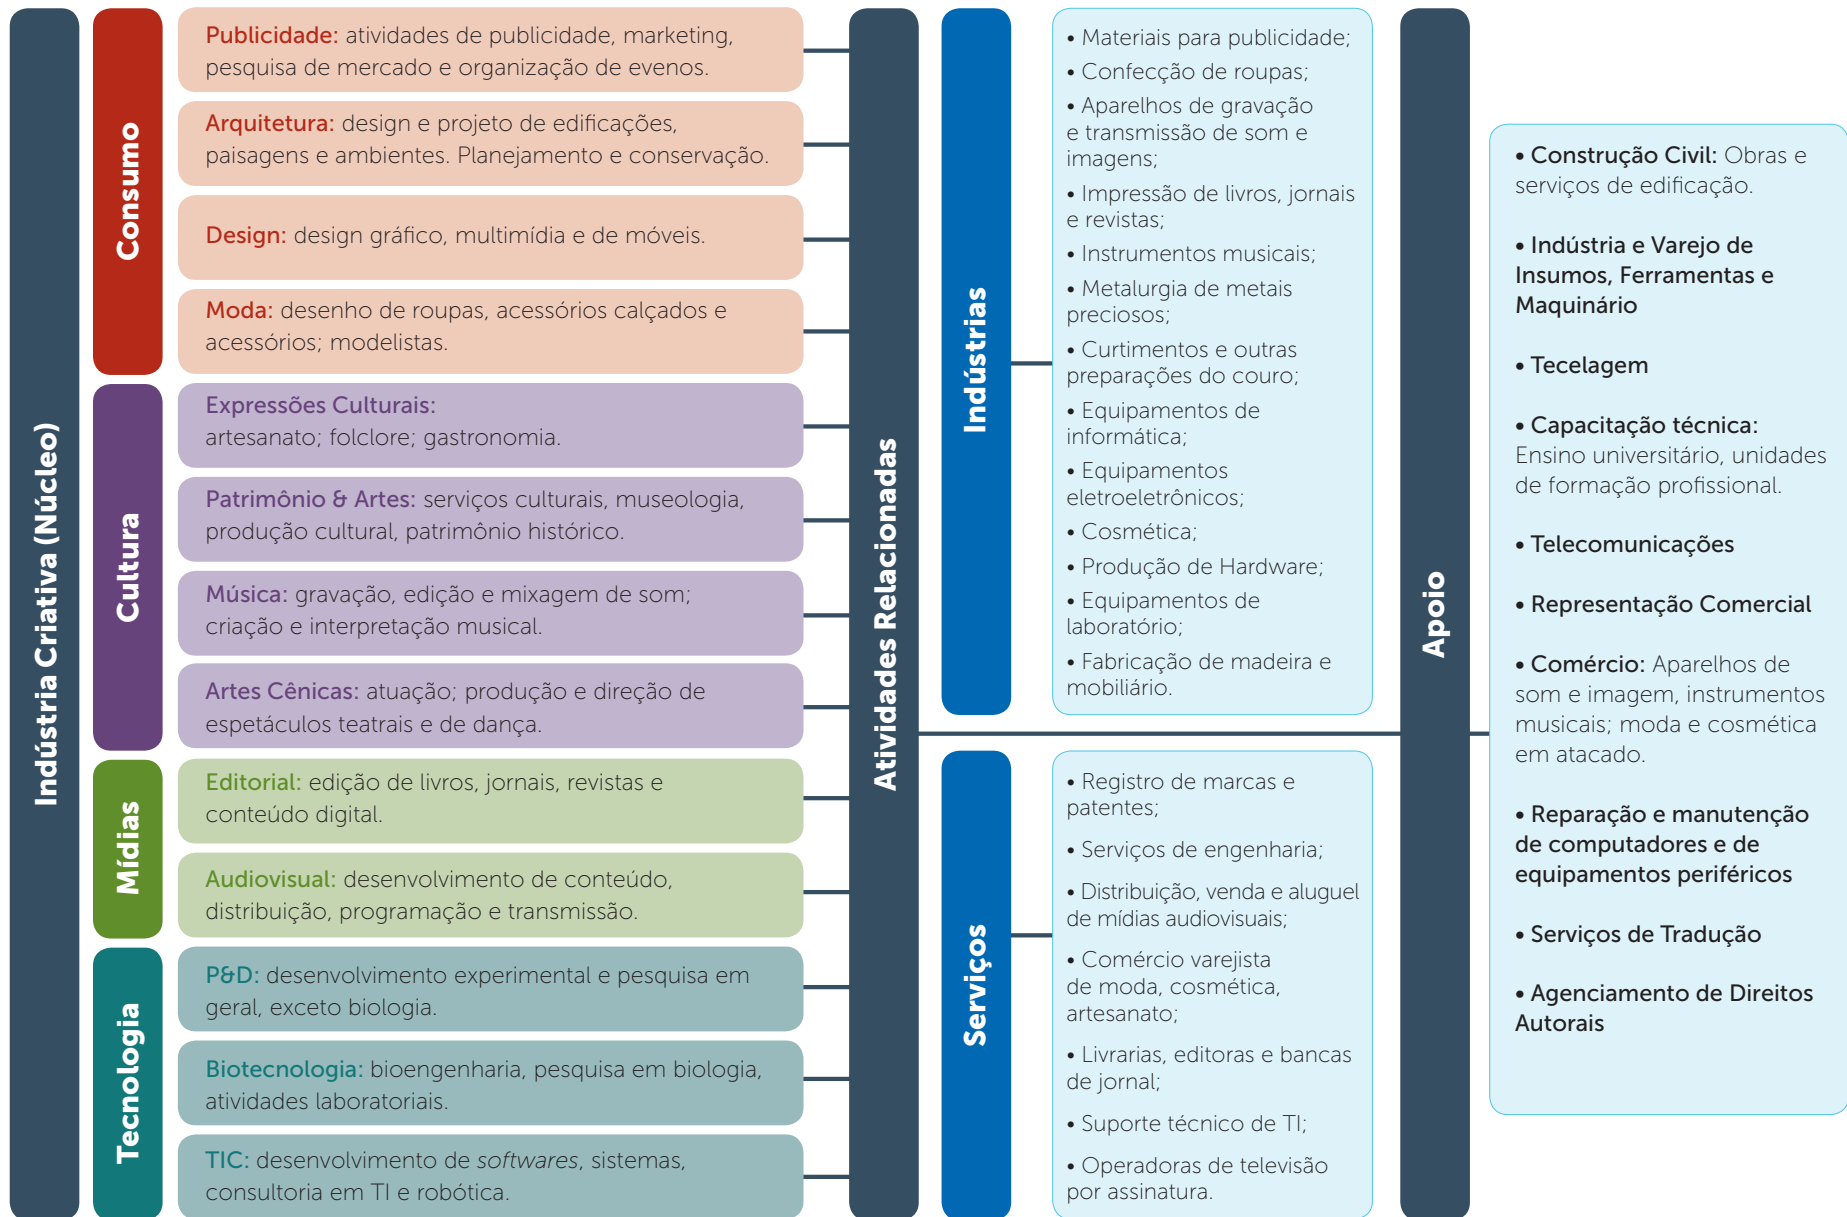 Indústria Criativa (Núcleo)
Consumo
Publicidade: atividades de publicidade, marketing,
pesquisa de mercado e organização de evenos.
Arquitetura: design e projeto de edificações,
paisagens e ambientes. Planejamento e conservação.
Design: design gráfico, multimídia e de móveis.
Moda: desenho de roupas, acessórios calçados e
acessórios; modelistas.
Cultura
Expressões Culturais:
artesanato; folclore; gastronomia.
Patrimônio & Artes: serviços culturais, museologia,
produção cultural, patrimônio histórico.
Música: gravação, edição e mixagem de som;
criação e interpretação musical.
Artes Cênicas: atuação; produção e direção de
espetáculos teatrais e de dança.
Mídias
Editorial: edição de livros, jornais, revistas e
conteúdo digital.
Audiovisual: desenvolvimento de conteúdo,
distribuição, programação e transmissão.
Tecnologia
P&D: desenvolvimento experimental e pesquisa em
geral, exceto biologia.
Biotecnologia: bioengenharia, pesquisa em biologia,
atividades laboratoriais.
TIC: desenvolvimento de softwares, sistemas,
consultoria em TI e robótica.
Atividades Relacionadas
Indústrias
• Materiais para publicidade;
• Confecção de roupas;
• Aparelhos de gravação
e transmissão de som e
imagens;
• Impressão de livros, jornais
e revistas;
• Instrumentos musicais;
• Metalurgia de metais
preciosos;
• Curtimentos e outras
preparações do couro;
• Equipamentos de
informática;
• Equipamentos
eletroeletrônicos;
• Cosmética;
• Produção de Hardware;
• Equipamentos de
laboratório;
• Fabricação de madeira e
mobiliário.
Serviços
• Registro de marcas e
patentes;
• Serviços de engenharia;
• Distribuição, venda e aluguel
de mídias audiovisuais;
• Comércio varejista
de moda, cosmética,
artesanato;
• Livrarias, editoras e bancas
de jornal;
• Suporte técnico de TI;
• Operadoras de televisão
por assinatura.
Apoio
• Construção Civil: Obras e
serviços de edificação.
• Indústria e Varejo de
Insumos, Ferramentas e
Maquinário
• Tecelagem
• Capacitação técnica:
Ensino universitário, unidades
de formação profissional.
• Telecomunicações
• Representação Comercial
• Comércio: Aparelhos de
som e imagem, instrumentos
musicais; moda e cosmética
em atacado.
• Reparação e manutenção
de computadores e de
equipamentos periféricos
• Serviços de Tradução
• Agenciamento de Direitos
Autorais